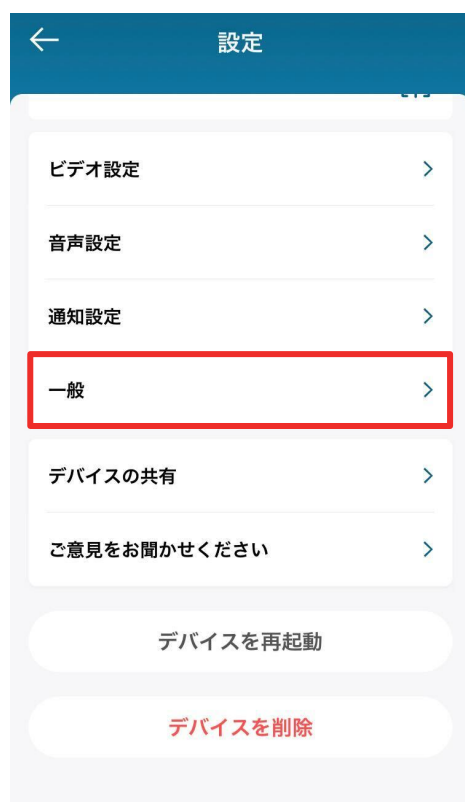 設定
ビデオ設定
音声設定
通知設定
一般
デバイスの共有
ご意見をお聞かせください
デバイスを再起動
デバイスを削除